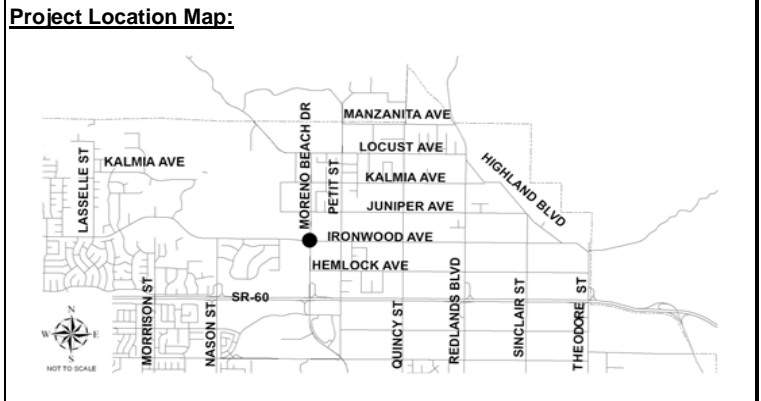 Project Location Map:
MANZANITA AVE
LOCUST AVE
KALMIA AVE
KALMIA AVE
JUNIPER AVE
IRONWOOD AVE
HEMLOCK AVE
SR-60
LASSELLE ST
MORENO BEACH DR
PETIT ST
HIGHLAND BLVD
MORRISON ST
NASON ST
QUINCY ST
REDLANDS BLVD
SINCLAIR ST
THEODORE ST
N
W
E
S
NOT TO SCALE